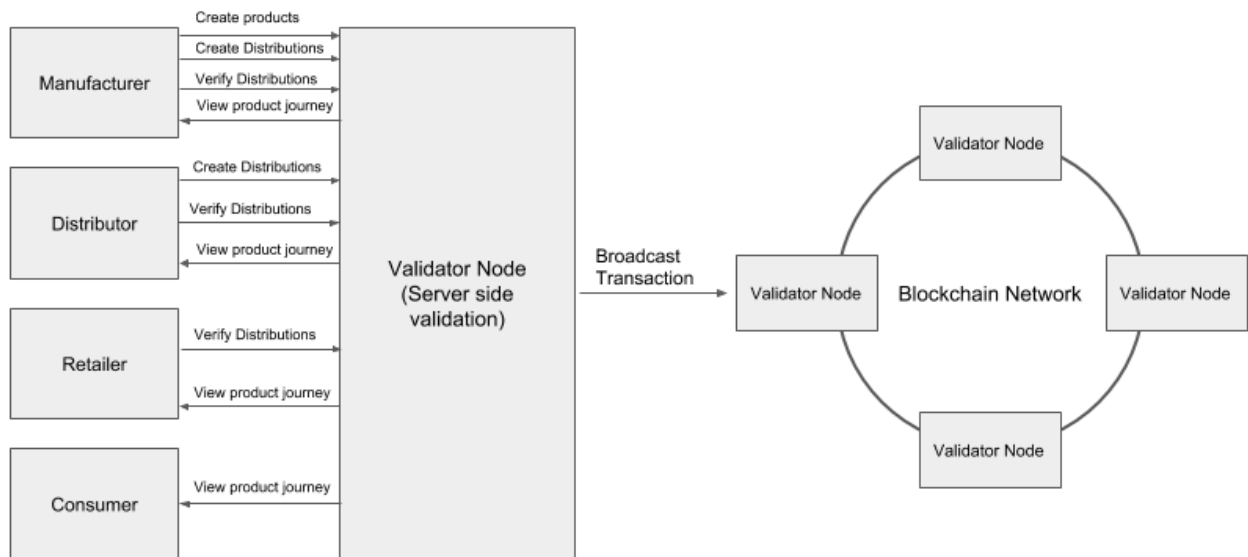 Create products
Create Distributions
Manufacturer
Verify Distributions
View product journey
Create Distributions
Distributor
Verify Distributions
View product journey
Verify Distributions
Retailer
View product journey
Consumer
View product journey
Validator Node
(Server side
validation)
Broadcast
Transaction
Validator Node
Validator Node
Blockchain Network
Validator Node
Validator Node